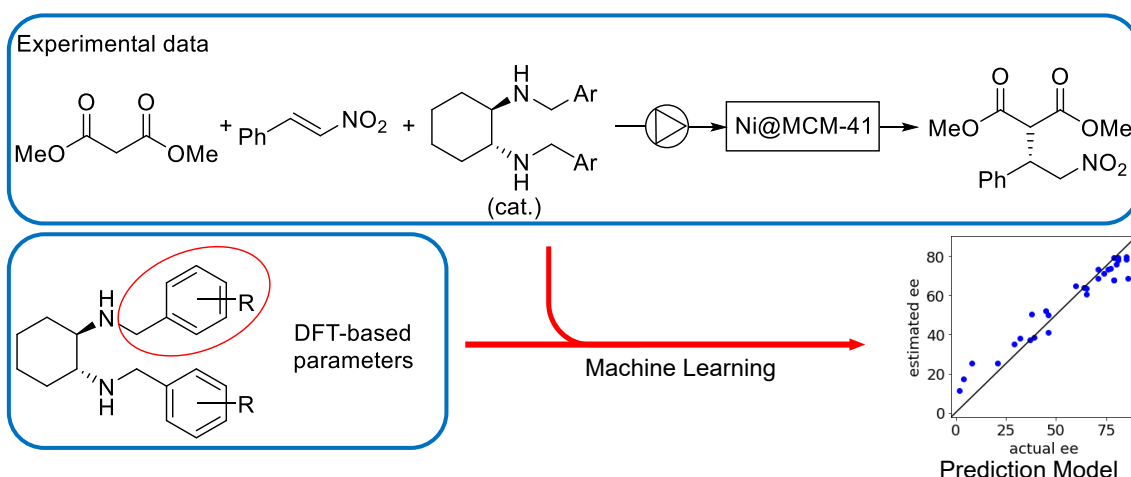 Experimental data
O O
MeO OMe
+
Ph NO2
+
H
N Ar
N Ar
H
(cat.)
Ni@MCM-41
O O
MeO OMe
Ph NO2
H
N R
N R
H
DFT-based
parameters
Machine Learning
estimated ee
80
60
40
20
0
0 25 50 75
actual ee
Prediction Model